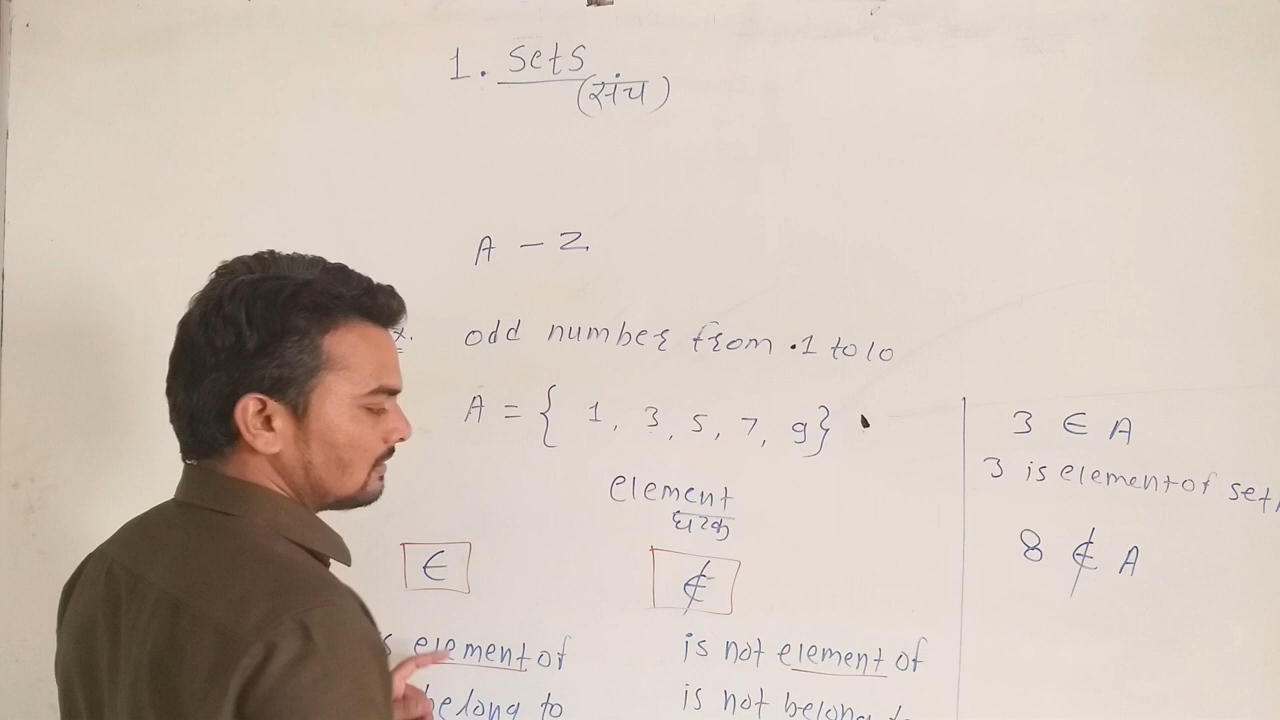 1. Sets
(संच)
A - Z
x. odd number from 1 to 10
A = { 1, 3, 5, 7, 9}
element
घटक
∈
∉
s element of
is not element of
belong to
is not belong
3 ∈ A
3 is element of set
8 ∉ A